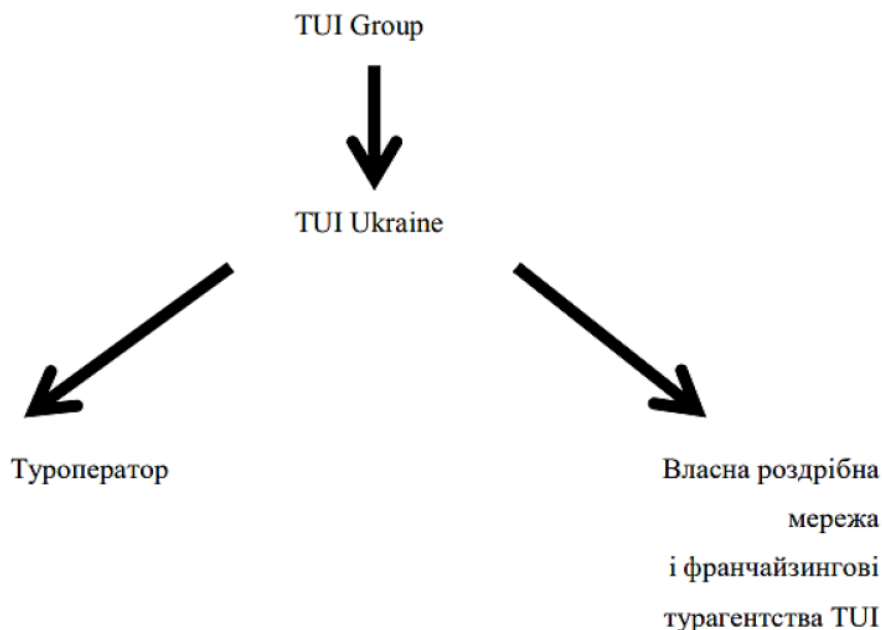 TUI Group
TUI Ukraine
Туроператор
Власна роздрібна
мережа
і франчайзингові
турагентства TUI